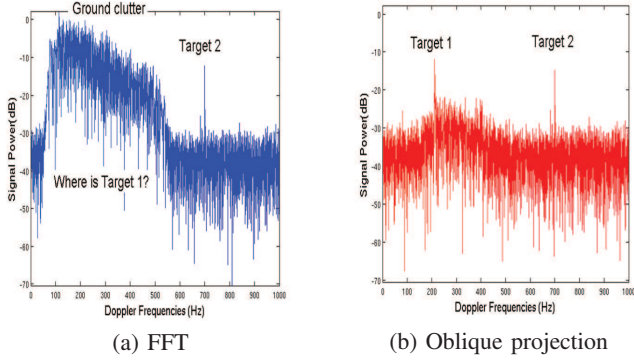 Ground clutter
Target 2
Where is Target 1?
Signal Power(dB)
0
-10
-20
-30
-40
-50
-60
-70
0 100 200 300 400 500 600 700 800 900 1000
Doppler Frequencies (Hz)
(a) FFT
Target 1
Target 2
Signal Power(dB)
0
-10
-20
-30
-40
-50
-60
-70
0 100 200 300 400 500 600 700 800 900 1000
Doppler Frequencies (Hz)
(b) Oblique projection